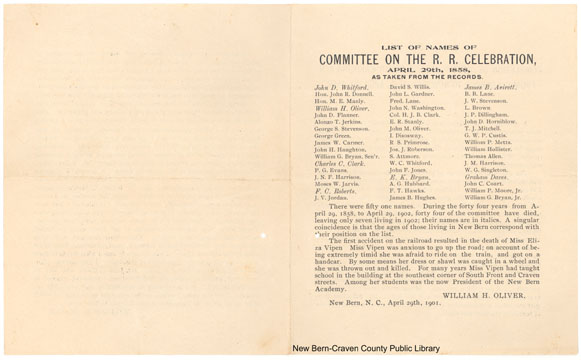 LIST OF NAMES OF
COMMITTEE ON THE R. R. CELEBRATION,
APRIL 29th, 1858,
AS TAKEN FROM THE RECORDS.
John D. Whitford.
Hon. John R. Donnell.
Hon. M. E. Manly.
William H. Oliver.
John D. Flanner.
Alonzo T. Jerkins.
George S. Stevenson.
George Green.
James W. Carmer.
John H. Haughton.
William G. Bryan, Sen'r.
Charles C. Clark.
P. G. Evans.
J. N. F. Harrison.
Moses W. Jarvis.
F. C. Roberts.
J. V. Jordan.
David S. Willis.
John L. Gardner.
Fred. Lane.
John N. Washington.
Col. H. J. B. Clark.
E. R. Stanly.
John M. Oliver.
I. Disosway.
R. S. Primrose.
Jos. J. Roberson.
S. Attmore.
W. C. Whitford.
John F. Jones.
E. K. Bryan.
A. G. Hubbard.
F. T. Hawks.
James B. Hughes.
James B. Avirett.
B. B. Lane.
J. W. Stevenson.
L. Brown
J. P. Dillingham.
John D. Horniblow.
T. J. Mitchell.
G. W. P. Custis.
William P. Metts.
William Hollister.
Thomas Allen.
J. M. Harrison.
W. G. Singleton.
Graham Daves.
John C. Court.
William P. Moore, Jr.
William G. Bryan, Jr.
There were fifty one names. During the forty four years from A-
pril 29, 1858, to April 29, 1902, forty four of the committee have died,
leaving only seven living in 1902; their names are in italics. A singular
coincidence is that the ages of those living in New Bern correspond with
their position on the list.
The first accident on the railroad resulted in the death of Miss Eli-
za Vipen Miss Vipen was anxious to go up the road; on account of be-
ing extremely timid she was afraid to ride on the train, and got on a
handcar. By some means her dress or shawl was caught in a wheel and
she was thrown out and killed. For many years Miss Vipen had taught
school in the building at the southeast corner of South Front and Craven
streets. Among her students was the now President of the New Bern
Academy.
WILLIAM H. OLIVER.
New Bern, N. C., April 29th, 1901.
New Bern-Craven County Public Library